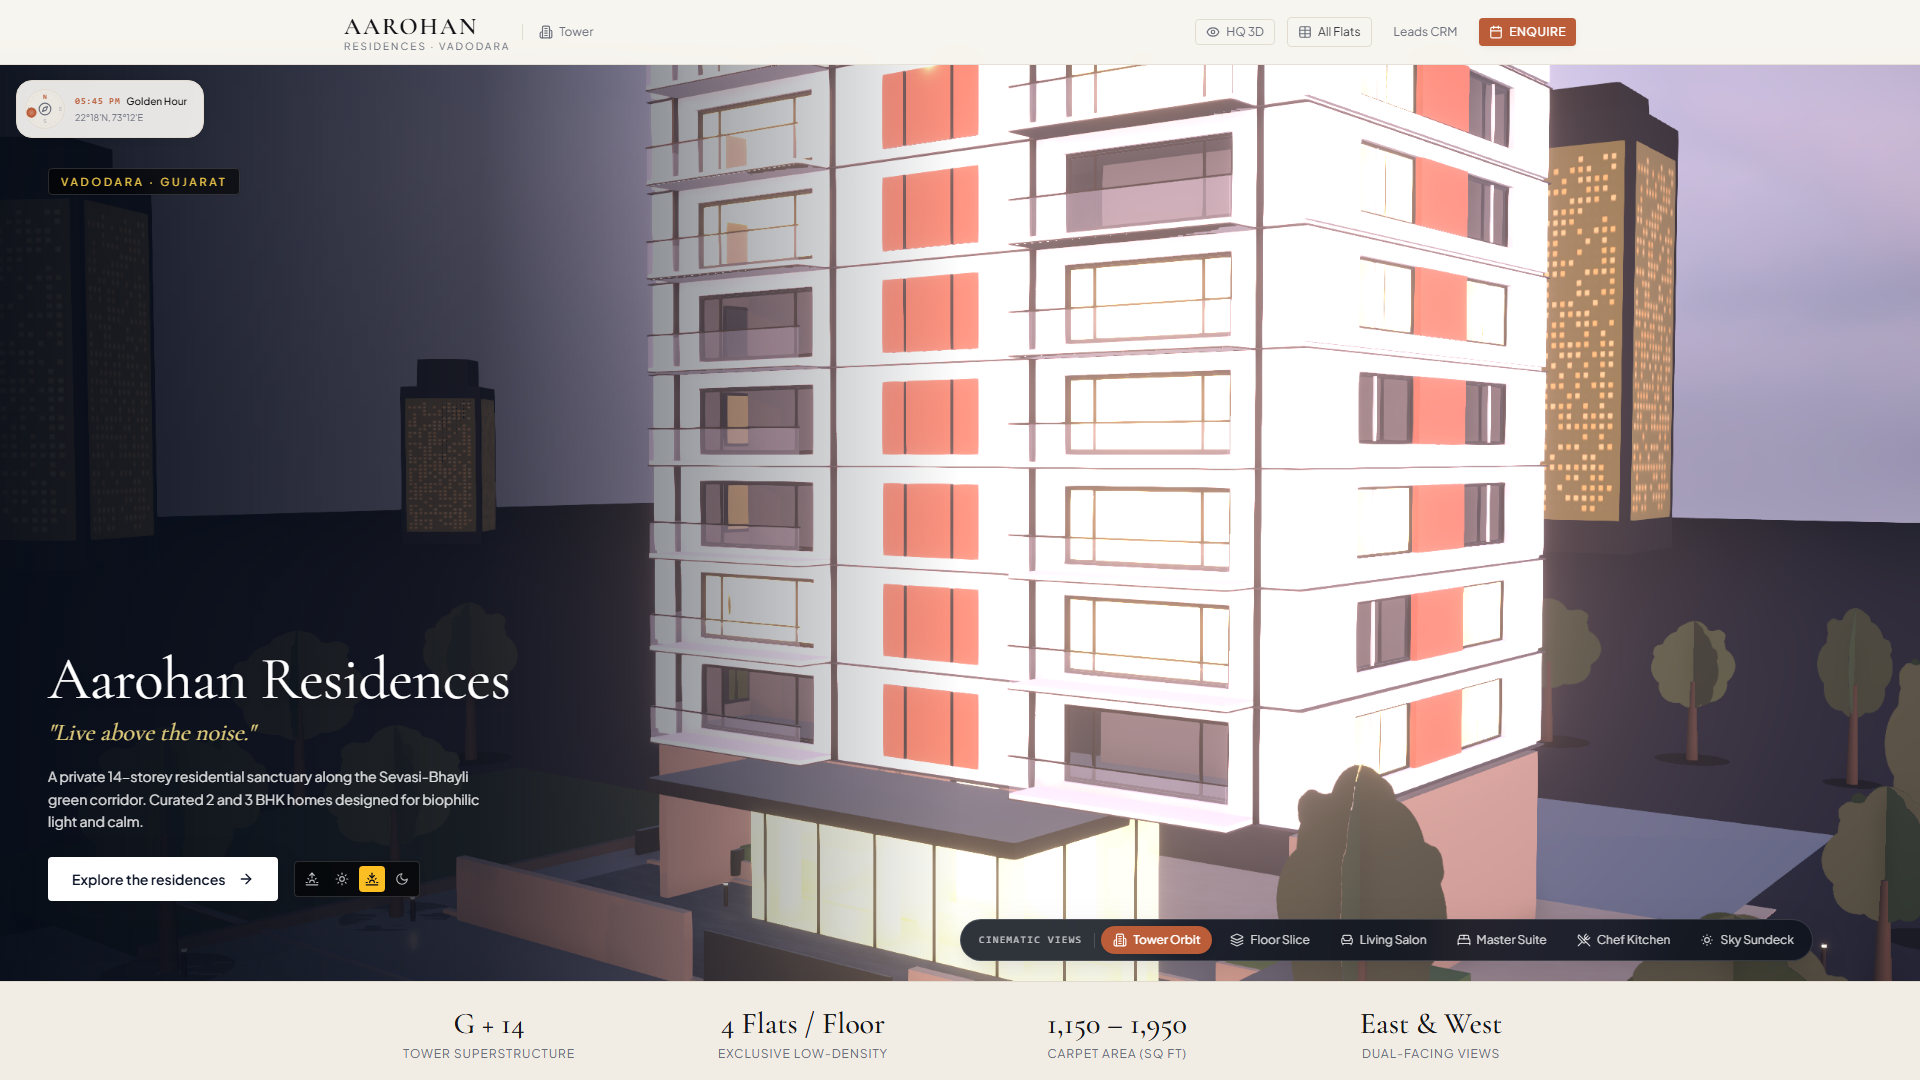 AAROHAN
RESIDENCES · VADODARA
Tower
HQ 3D
All Flats
Leads CRM
ENQUIRE
N
05:45 PM Golden Hour
22°18'N, 73°12'E
VADODARA · GUJARAT
Aarohan Residences
"Live above the noise."
A private 14-storey residential sanctuary along the Sevasi-Bhayli
green corridor. Curated 2 and 3 BHK homes designed for biophilic
light and calm.
Explore the residences
CINEMATIC VIEWS
Tower Orbit
Floor Slice
Living Salon
Master Suite
Chef Kitchen
Sky Sundeck
G + 14
TOWER SUPERSTRUCTURE
4 Flats / Floor
EXCLUSIVE LOW-DENSITY
1,150 – 1,950
CARPET AREA (SQ FT)
East & West
DUAL-FACING VIEWS